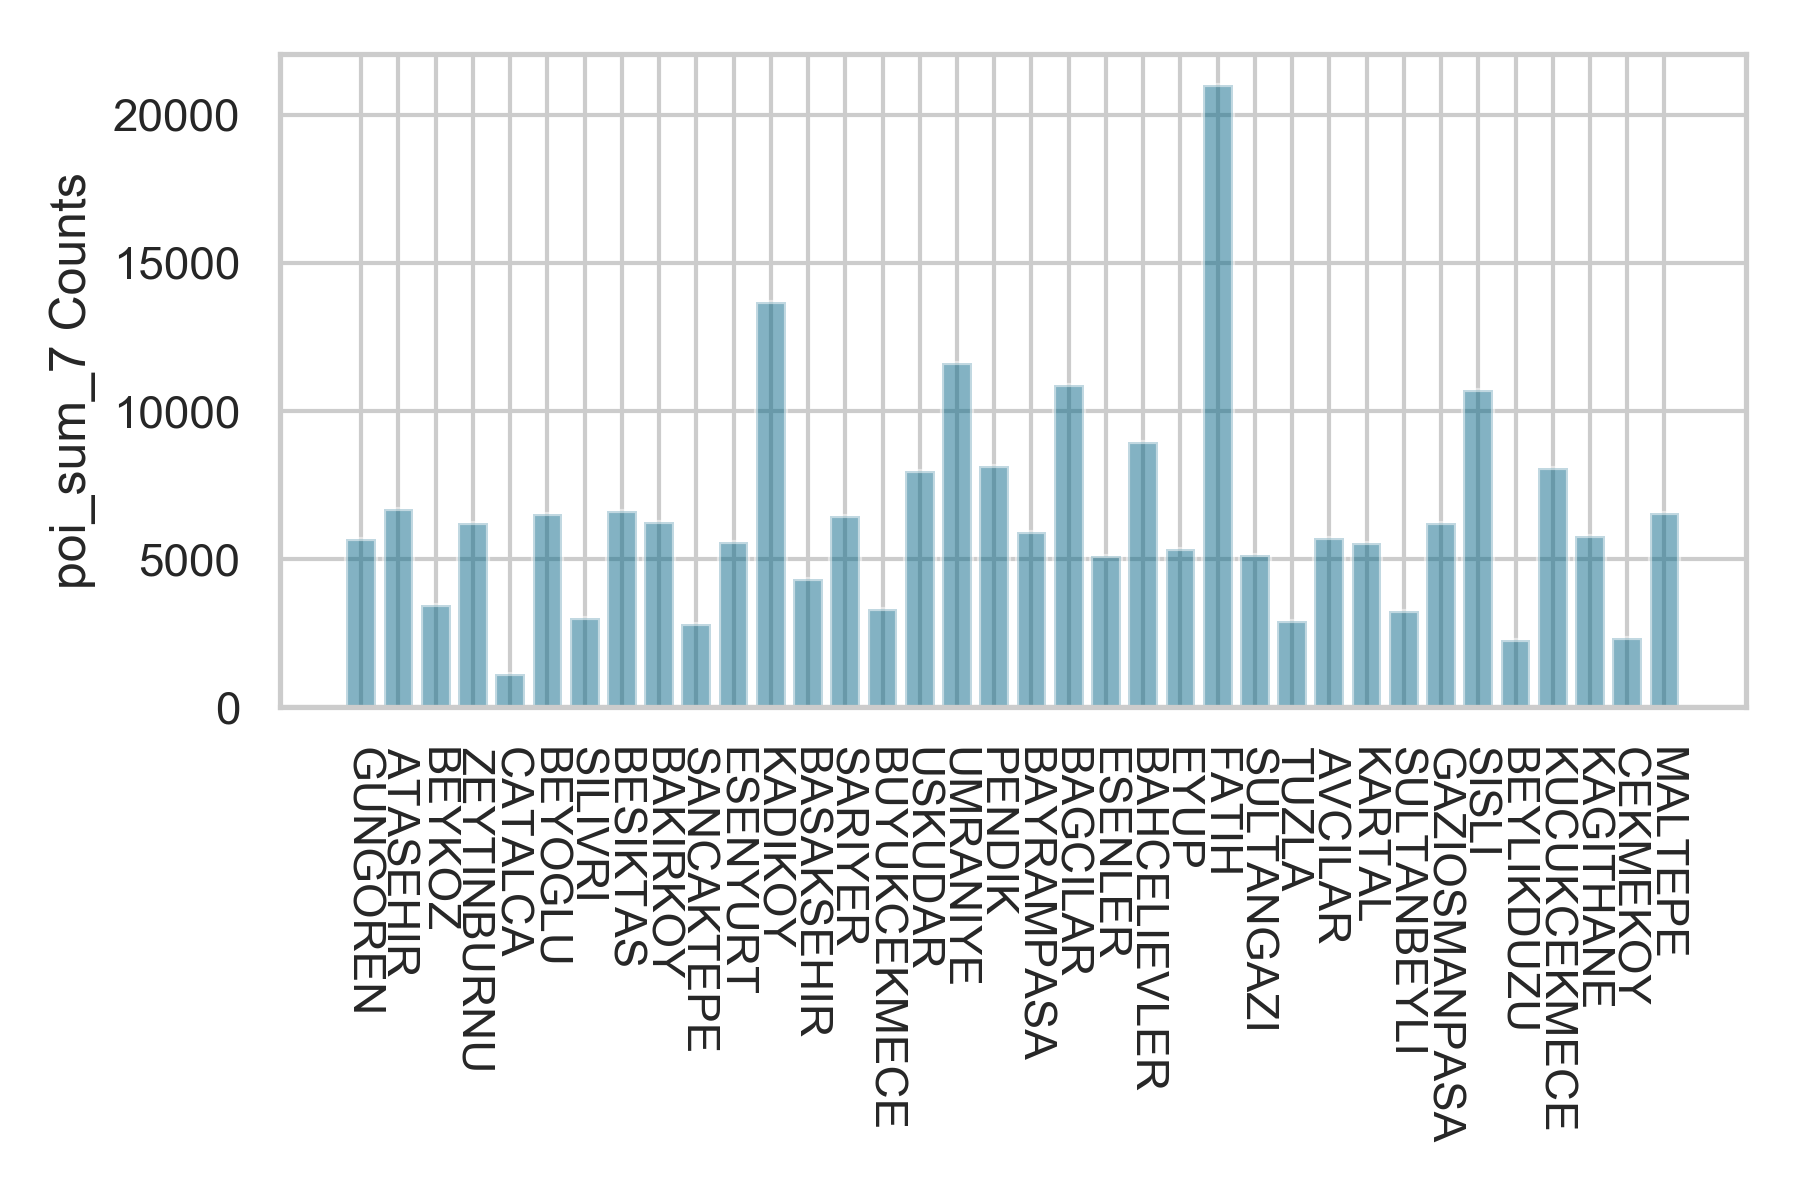 poi_sum_7 Counts
20000
15000
10000
5000
0
GUNGOREN
ATASEHIR
BEYKOZ
ZEYTINBURNU
CATALCA
BEYOGLU
SILIVRI
BESIKTAS
BAKIRKOY
SANCAKTEPE
ESENYURT
KADIKOY
BASAKSEHIR
SARIYER
BUYUKCEKMECE
USKUDAR
UMRANIYE
PENDIK
BAYRAMPASA
BAGCILAR
ESENLER
BAHCELIEVLER
EYUP
FATIH
SULTANGAZI
TUZLA
AVCILAR
KARTAL
SULTANBEYLI
GAZIOSMANPASA
SISLI
BEYLIKDUZU
KUCUKCEKMECE
KAGITHANE
CEKMEKOY
MALTEPE